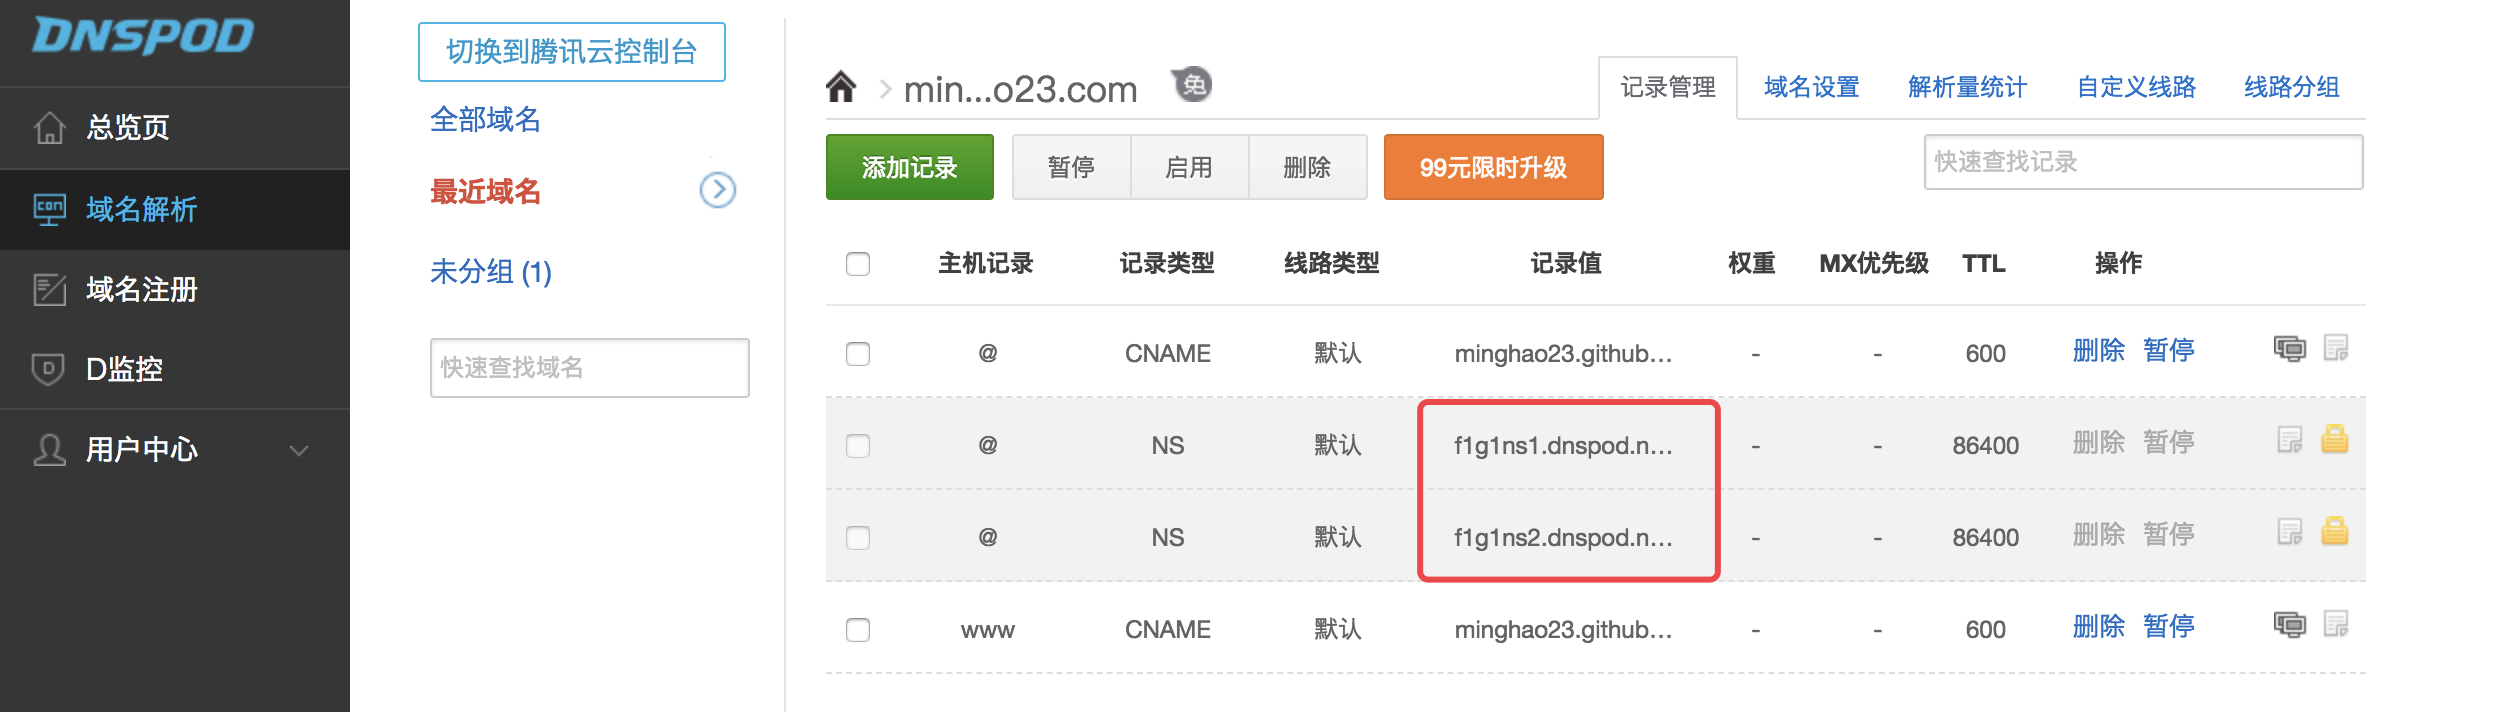 DNSPOD
总览页
域名解析
域名注册
D监控
用户中心
切换到腾讯云控制台
全部域名
最近域名
未分组 (1)
快速查找域名
min...o23.com
免
记录管理 域名设置 解析量统计 自定义线路 线路分组
添加记录 暂停 启用 删除 99元限时升级 快速查找记录
主机记录 记录类型 线路类型 记录值 权重 MX优先级 TTL 操作
@ CNAME 默认 minghao23.github... - - 600 删除 暂停
@ NS 默认 f1g1ns1.dnspod.n... - - 86400 删除 暂停
@ NS 默认 f1g1ns2.dnspod.n... - - 86400 删除 暂停
www CNAME 默认 minghao23.github... - - 600 删除 暂停